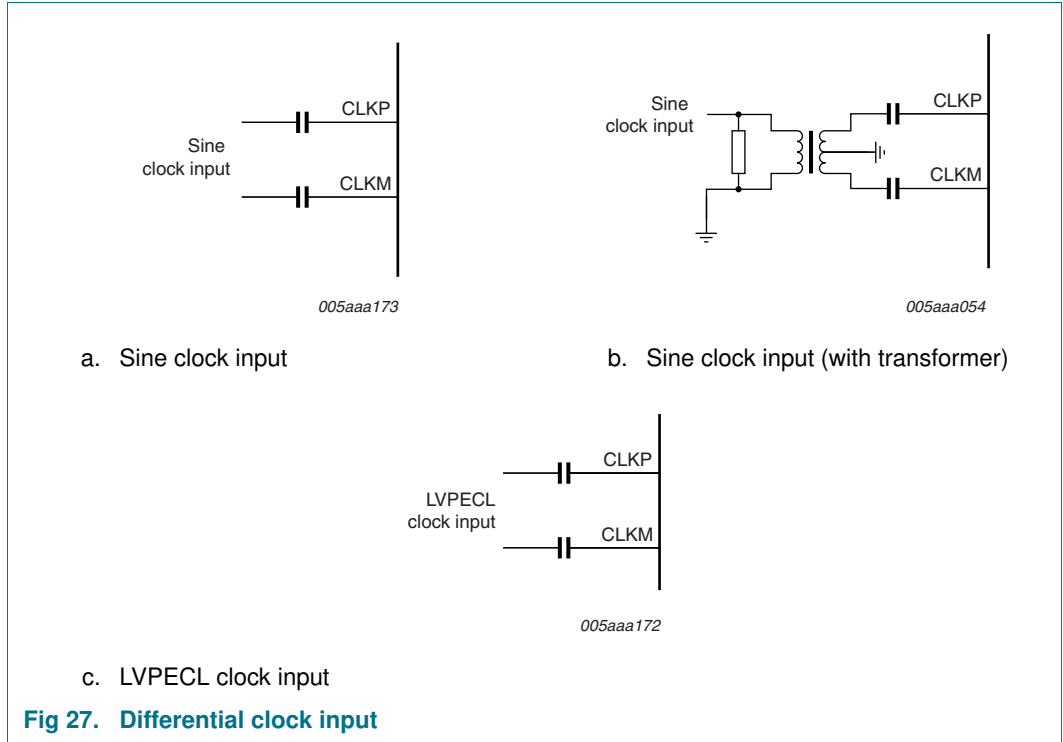 CLKP
Sine
clock input
CLKM
005aaa173
a. Sine clock input
Sine
clock input
CLKP
CLKM
005aaa054
b. Sine clock input (with transformer)
CLKP
LVPECL
clock input
CLKM
005aaa172
c. LVPECL clock input
Fig 27. Differential clock input